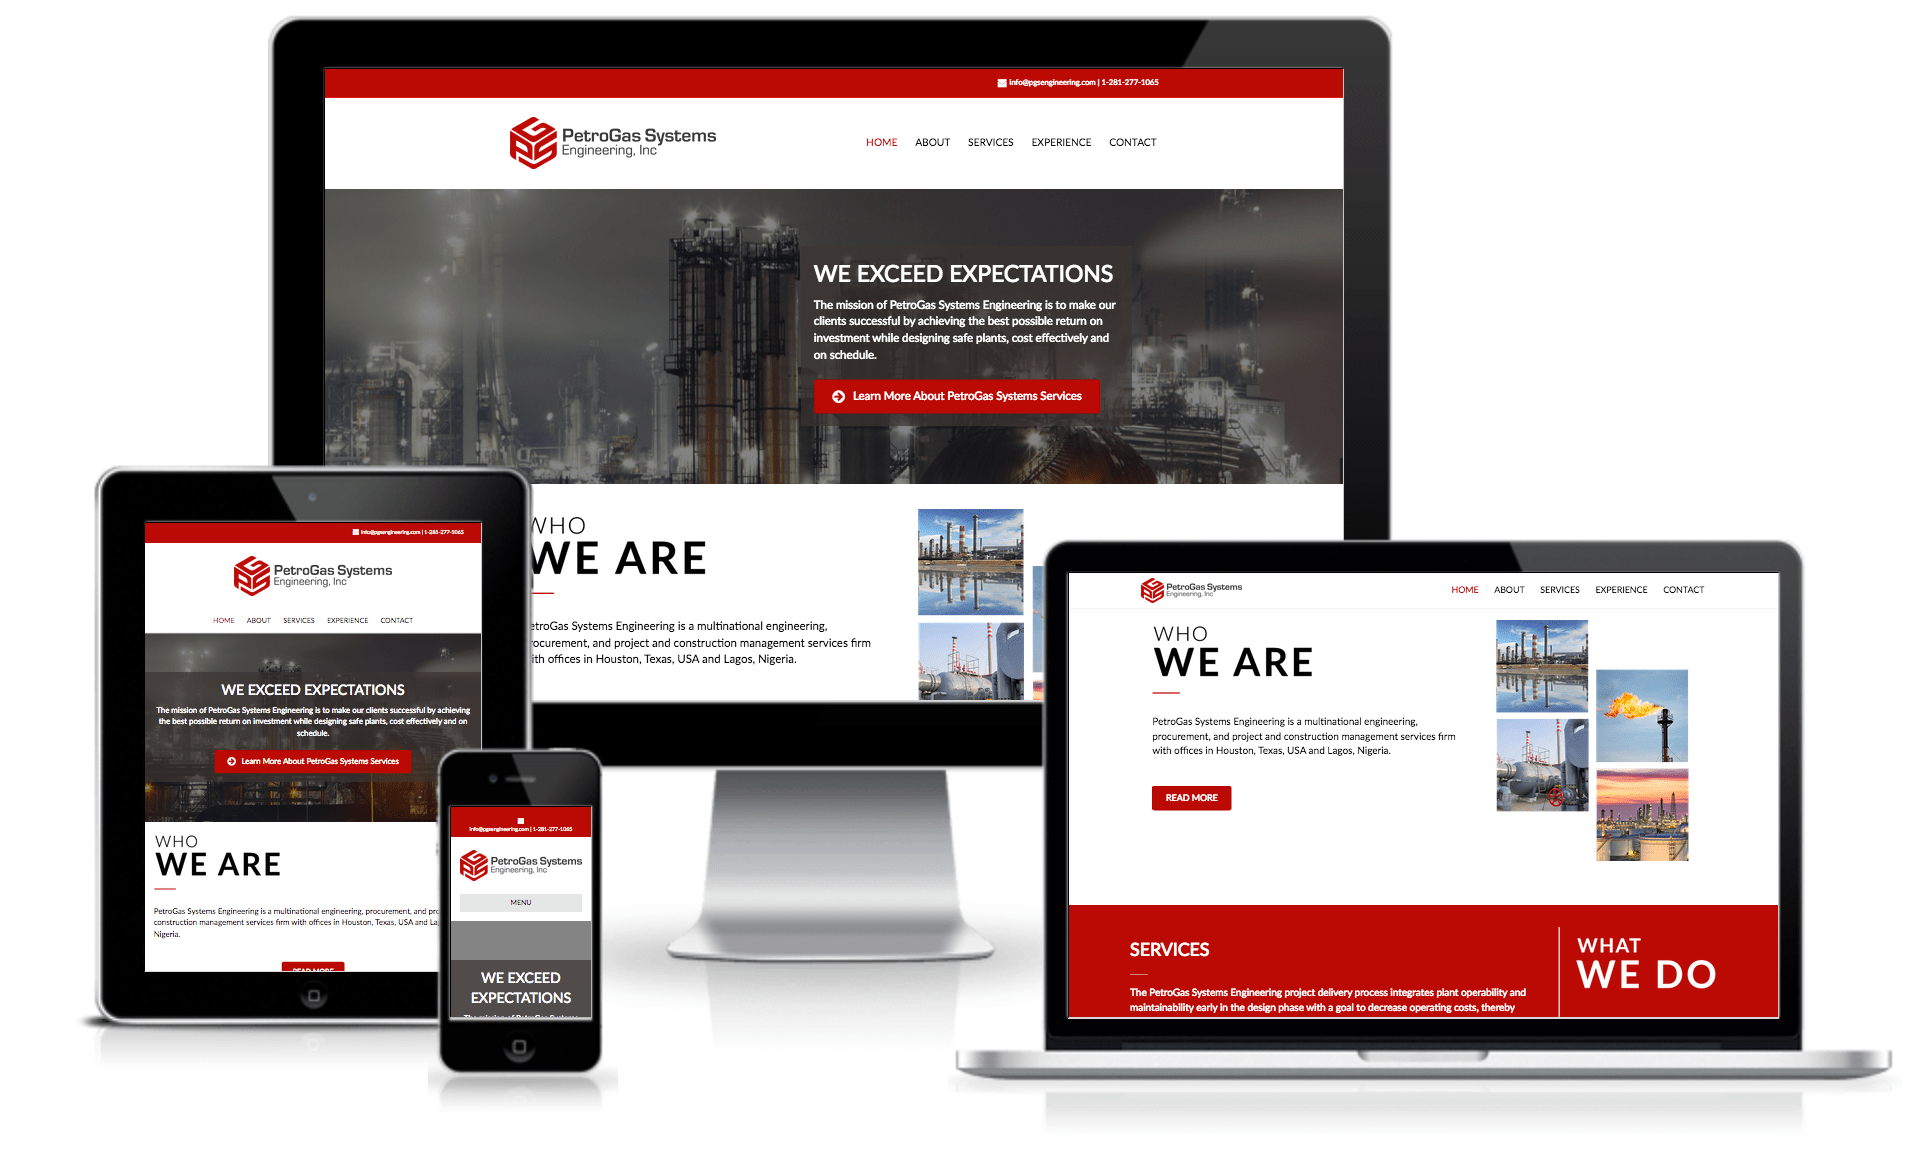 info@pgsengineering.com | 1-281-277-1065
PetroGas Systems
Engineering, Inc
HOME ABOUT SERVICES EXPERIENCE CONTACT
WE EXCEED EXPECTATIONS
The mission of PetroGas Systems Engineering is to make our
clients successful by achieving the best possible return on
investment while designing safe plants, cost effectively and
on schedule.
Learn More About PetroGas Systems Services
WHO
WE ARE
etroGas Systems Engineering is a multinational engineering,
rocurement, and project and construction management services firm
ith offices in Houston, Texas, USA and Lagos, Nigeria.
info@pgsengineering.com | 1-281-277-1065
PetroGas Systems
Engineering, Inc
HOME ABOUT SERVICES EXPERIENCE CONTACT
WE EXCEED EXPECTATIONS
The mission of PetroGas Systems Engineering is to make our clients successful by achieving
the best possible return on investment while designing safe plants, cost effectively and on
schedule.
Learn More About PetroGas Systems Services
WHO
WE ARE
PetroGas Systems Engineering is a multinational engineering, procurement, and pr
construction management services firm with offices in Houston, Texas, USA and La
Nigeria.
READ MORE
info@pgsengineering.com | 1-281-277-1065
PetroGas Systems
Engineering, Inc
MENU
WE EXCEED
EXPECTATIONS
The mission of PetroGas Systems
PetroGas Systems
Engineering, Inc
HOME ABOUT SERVICES EXPERIENCE CONTACT
WHO
WE ARE
PetroGas Systems Engineering is a multinational engineering,
procurement, and project and construction management services firm
with offices in Houston, Texas, USA and Lagos, Nigeria.
READ MORE
SERVICES
The PetroGas Systems Engineering project delivery process integrates plant operability and
maintainability early in the design phase with a goal to decrease operating costs, thereby
WHAT
WE DO